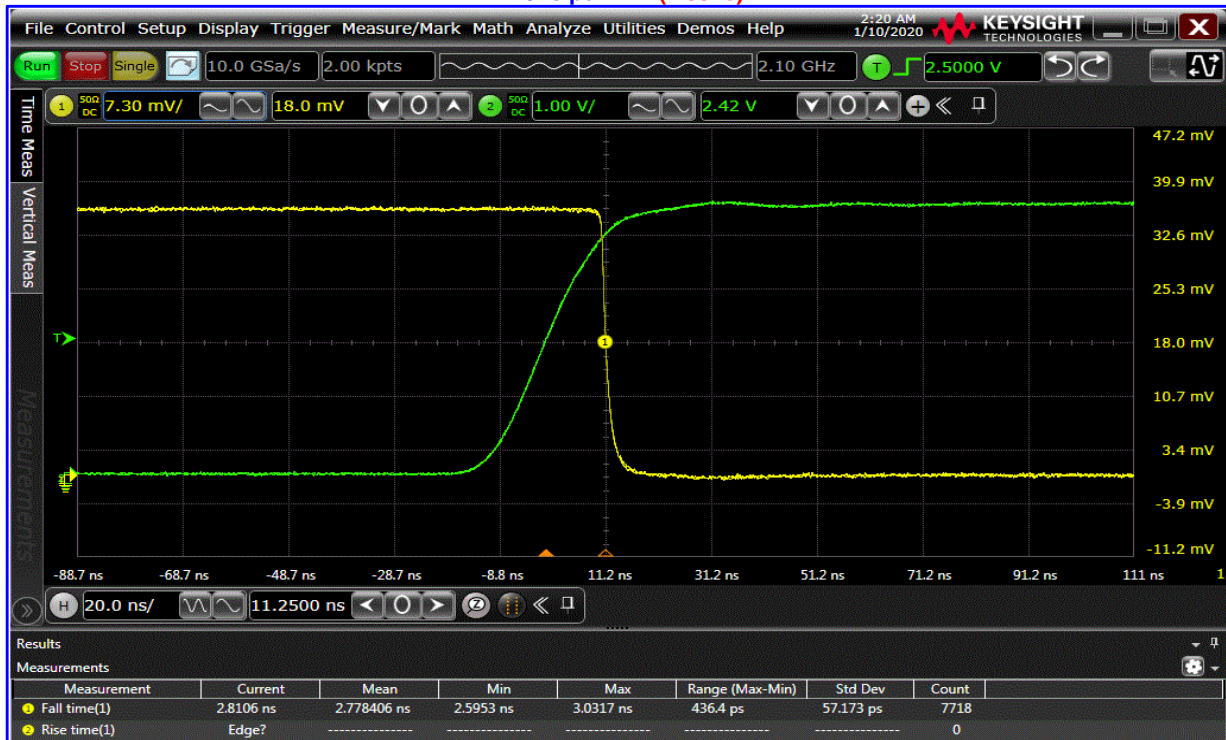 File Control Setup Display Trigger Measure/Mark Math Analyze Utilities Demos Help 2:20 AM 1/10/2020 KEYSIGHT TECHNOLOGIES
Run Stop Single 10.0 GSa/s 2.00 kpts 2.10 GHz T 2.5000 V
1 50Ω DC 7.30 mV/ 18.0 mV 2 50Ω DC 1.00 V/ 2.42 V
Time Meas
Vertical Meas
Measurements
47.2 mV
39.9 mV
32.6 mV
25.3 mV
T 1 18.0 mV
10.7 mV
3.4 mV
-3.9 mV
-11.2 mV
-88.7 ns -68.7 ns -48.7 ns -28.7 ns -8.8 ns 11.2 ns 31.2 ns 51.2 ns 71.2 ns 91.2 ns 111 ns 1
H 20.0 ns/ 11.2500 ns Z
Results
Measurements
Measurement Current Mean Min Max Range (Max-Min) Std Dev Count
1 Fall time(1) 2.8106 ns 2.778406 ns 2.5953 ns 3.0317 ns 436.4 ps 57.173 ps 7718
2 Rise time(1) Edge? -------------- -------------- -------------- -------------- -------------- 0